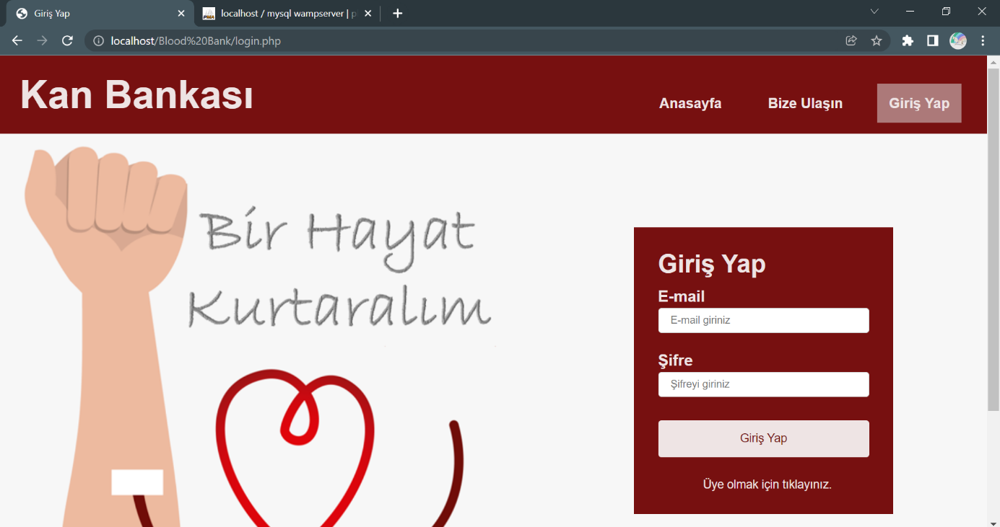 Giriş Yap
localhost / mysql wampserver | p
localhost/Blood%20Bank/login.php
Kan Bankası
Anasayfa
Bize Ulaşın
Giriş Yap
Bir Hayat
Kurtaralım
Giriş Yap
E-mail
E-mail giriniz
Şifre
Şifreyi giriniz
Giriş Yap
Üye olmak için tıklayınız.